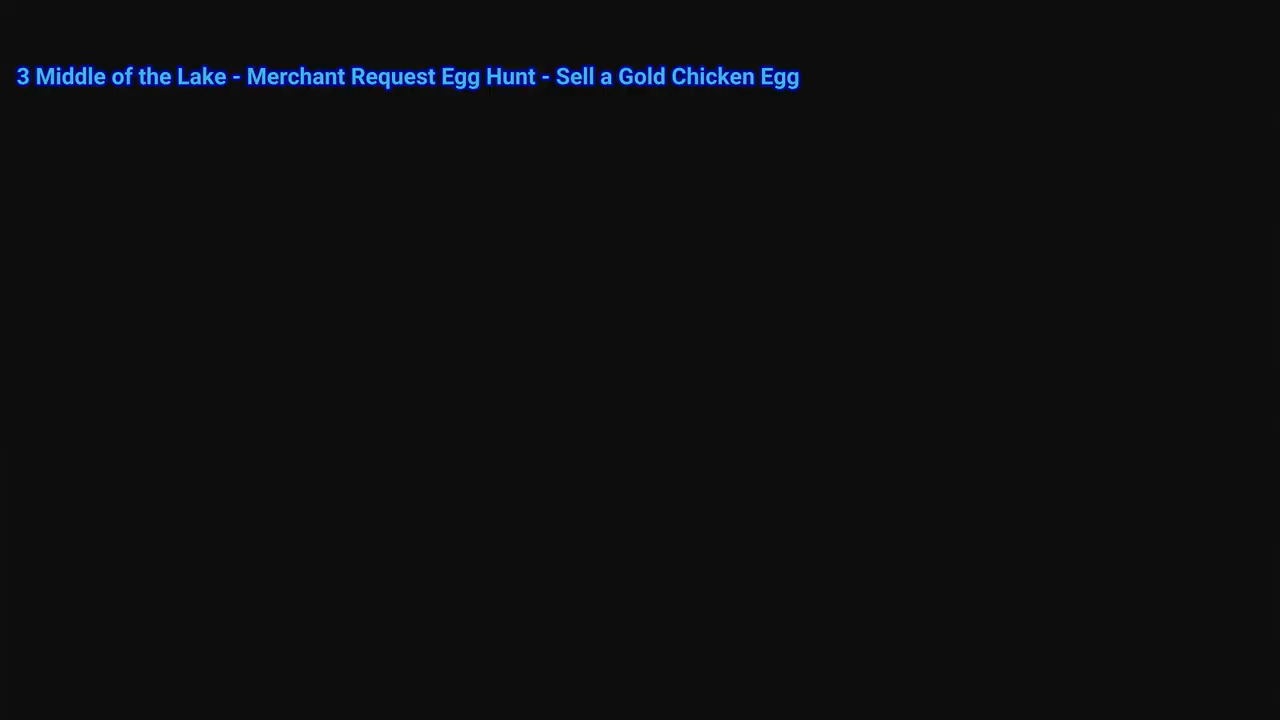 3 Middle of the Lake - Merchant Request Egg Hunt - Sell a Gold Chicken Egg